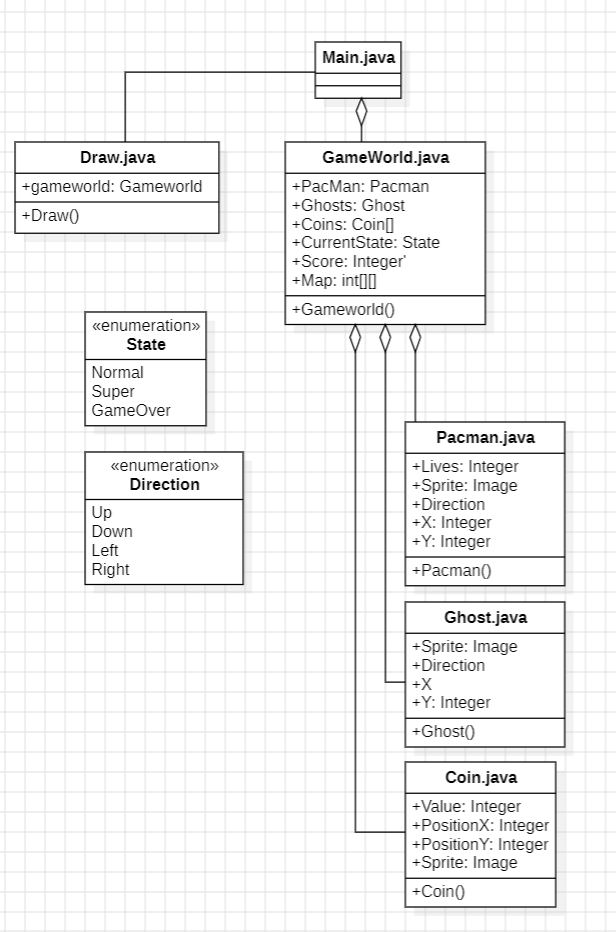 Main.java
Draw.java
+gameworld: Gameworld
+Draw()
GameWorld.java
+PacMan: Pacman
+Ghosts: Ghost
+Coins: Coin[]
+CurrentState: State
+Score: Integer'
+Map: int[][]
+Gameworld()
«enumeration»
State
Normal
Super
GameOver
«enumeration»
Direction
Up
Down
Left
Right
Pacman.java
+Lives: Integer
+Sprite: Image
+Direction
+X: Integer
+Y: Integer
+Pacman()
Ghost.java
+Sprite: Image
+Direction
+X
+Y: Integer
+Ghost()
Coin.java
+Value: Integer
+PositionX: Integer
+PositionY: Integer
+Sprite: Image
+Coin()